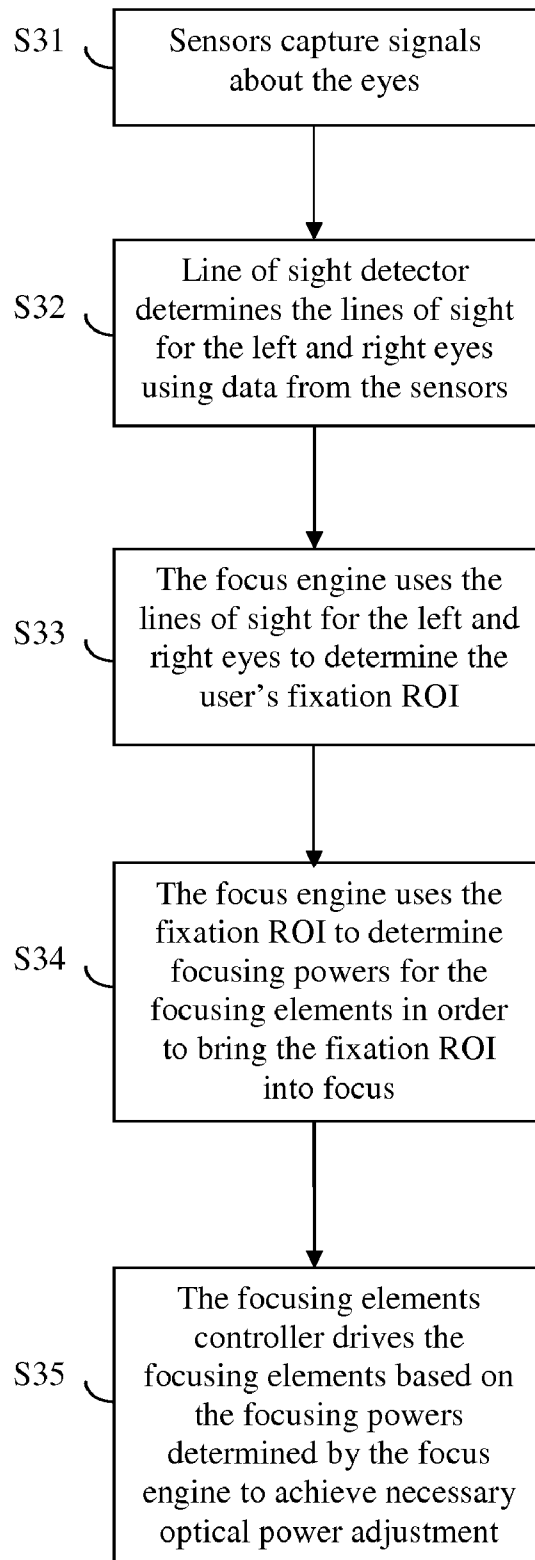 S31
Sensors capture signals
about the eyes
S32
Line of sight detector
determines the lines of sight
for the left and right eyes
using data from the sensors
S33
The focus engine uses the
lines of sight for the left and
right eyes to determine the
user's fixation ROI
S34
The focus engine uses the
fixation ROI to determine
focusing powers for the
focusing elements in order
to bring the fixation ROI
into focus
S35
The focusing elements
controller drives the
focusing elements based on
the focusing powers
determined by the focus
engine to achieve necessary
optical power adjustment